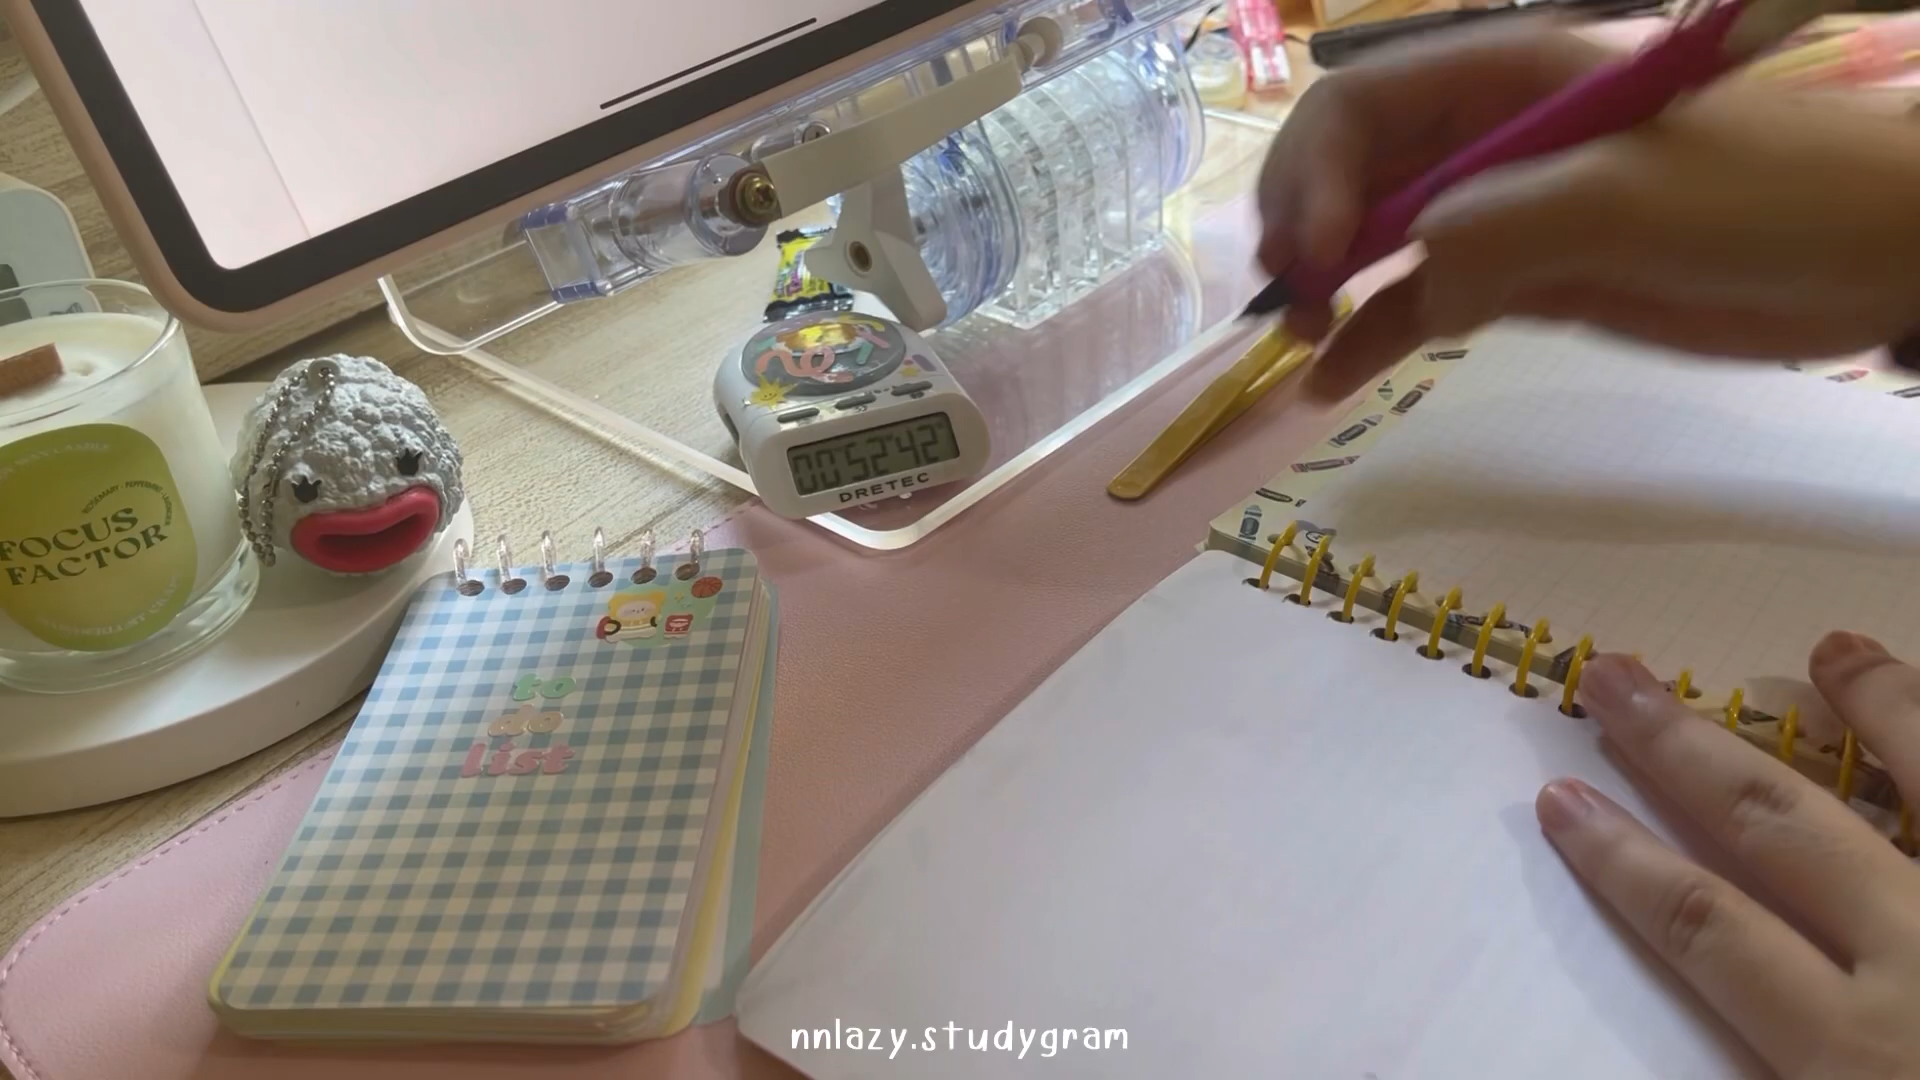 FOCUS
FACTOR
00:52'42"
DRETEC
to
do
list
nnlazy.studygram